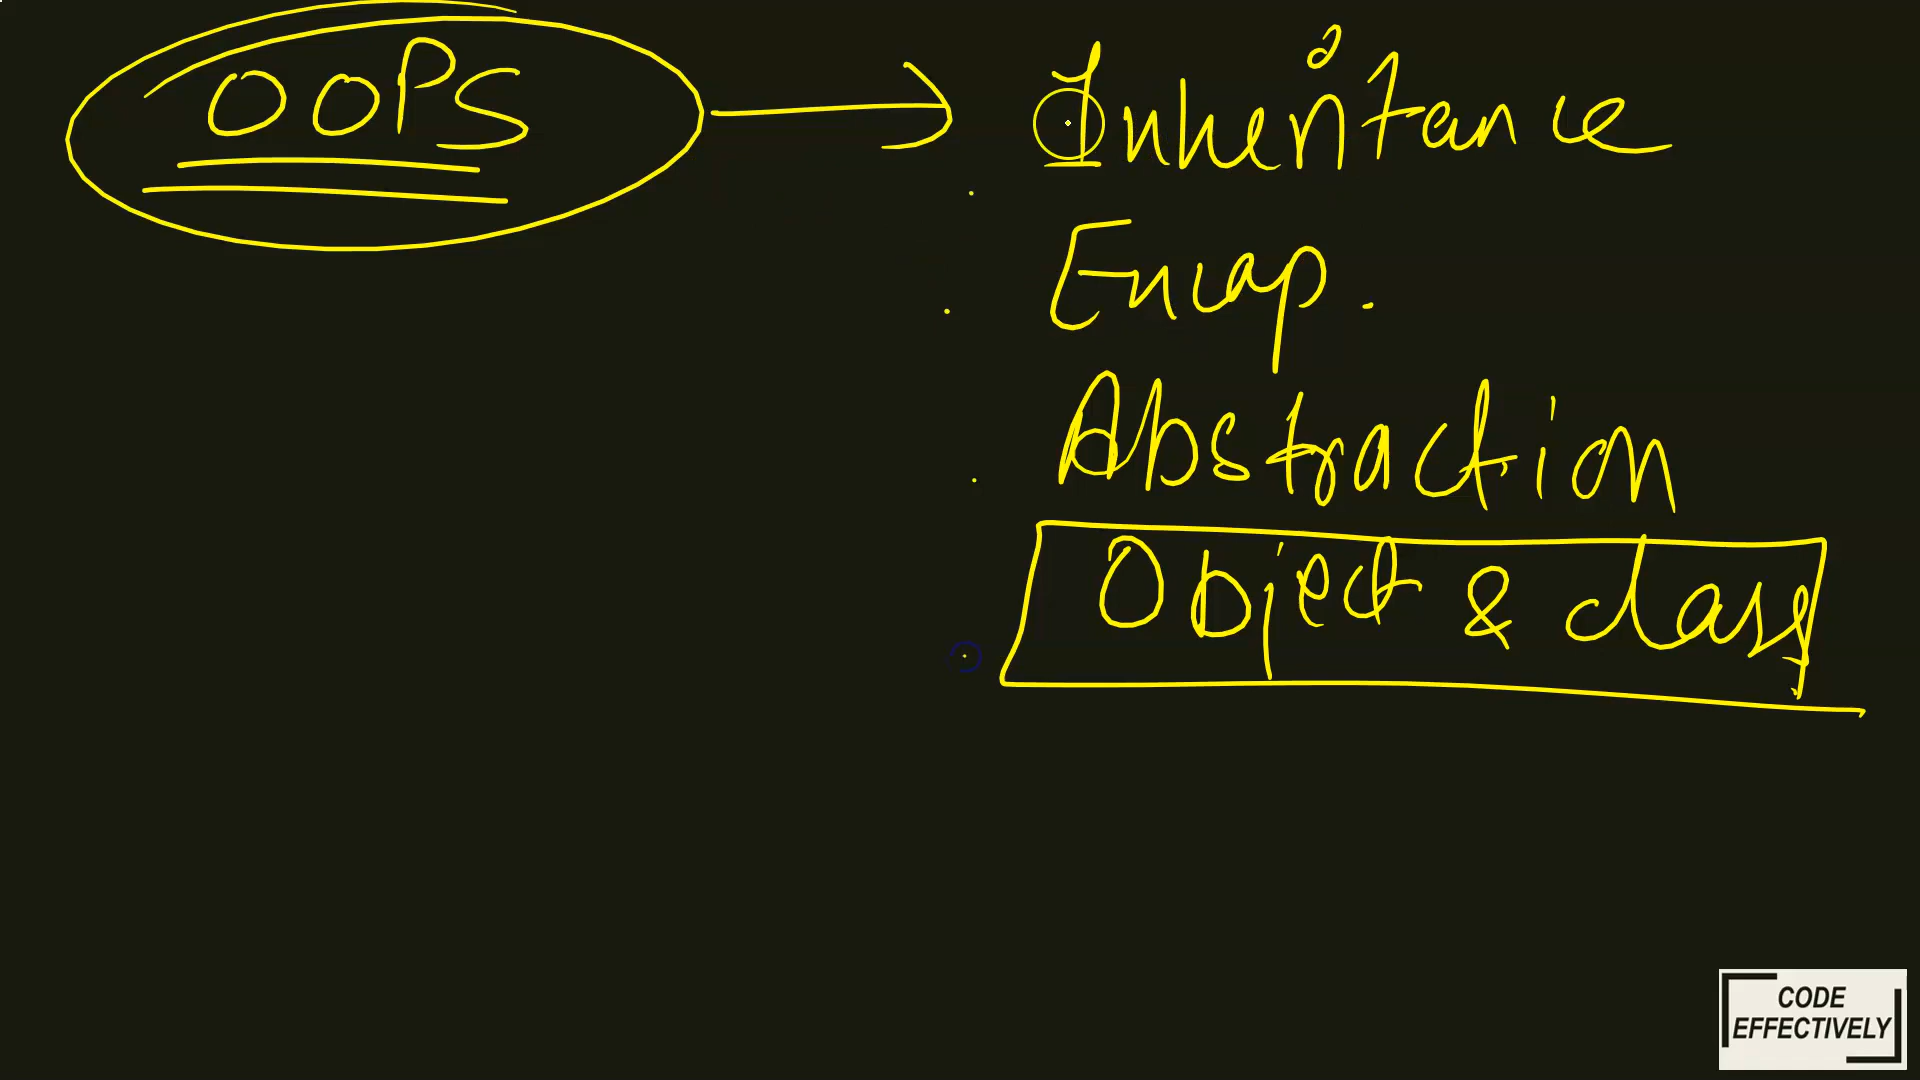 OOPS
Inheritance
Encap.
Abstraction
Object & class
CODE
EFFECTIVELY